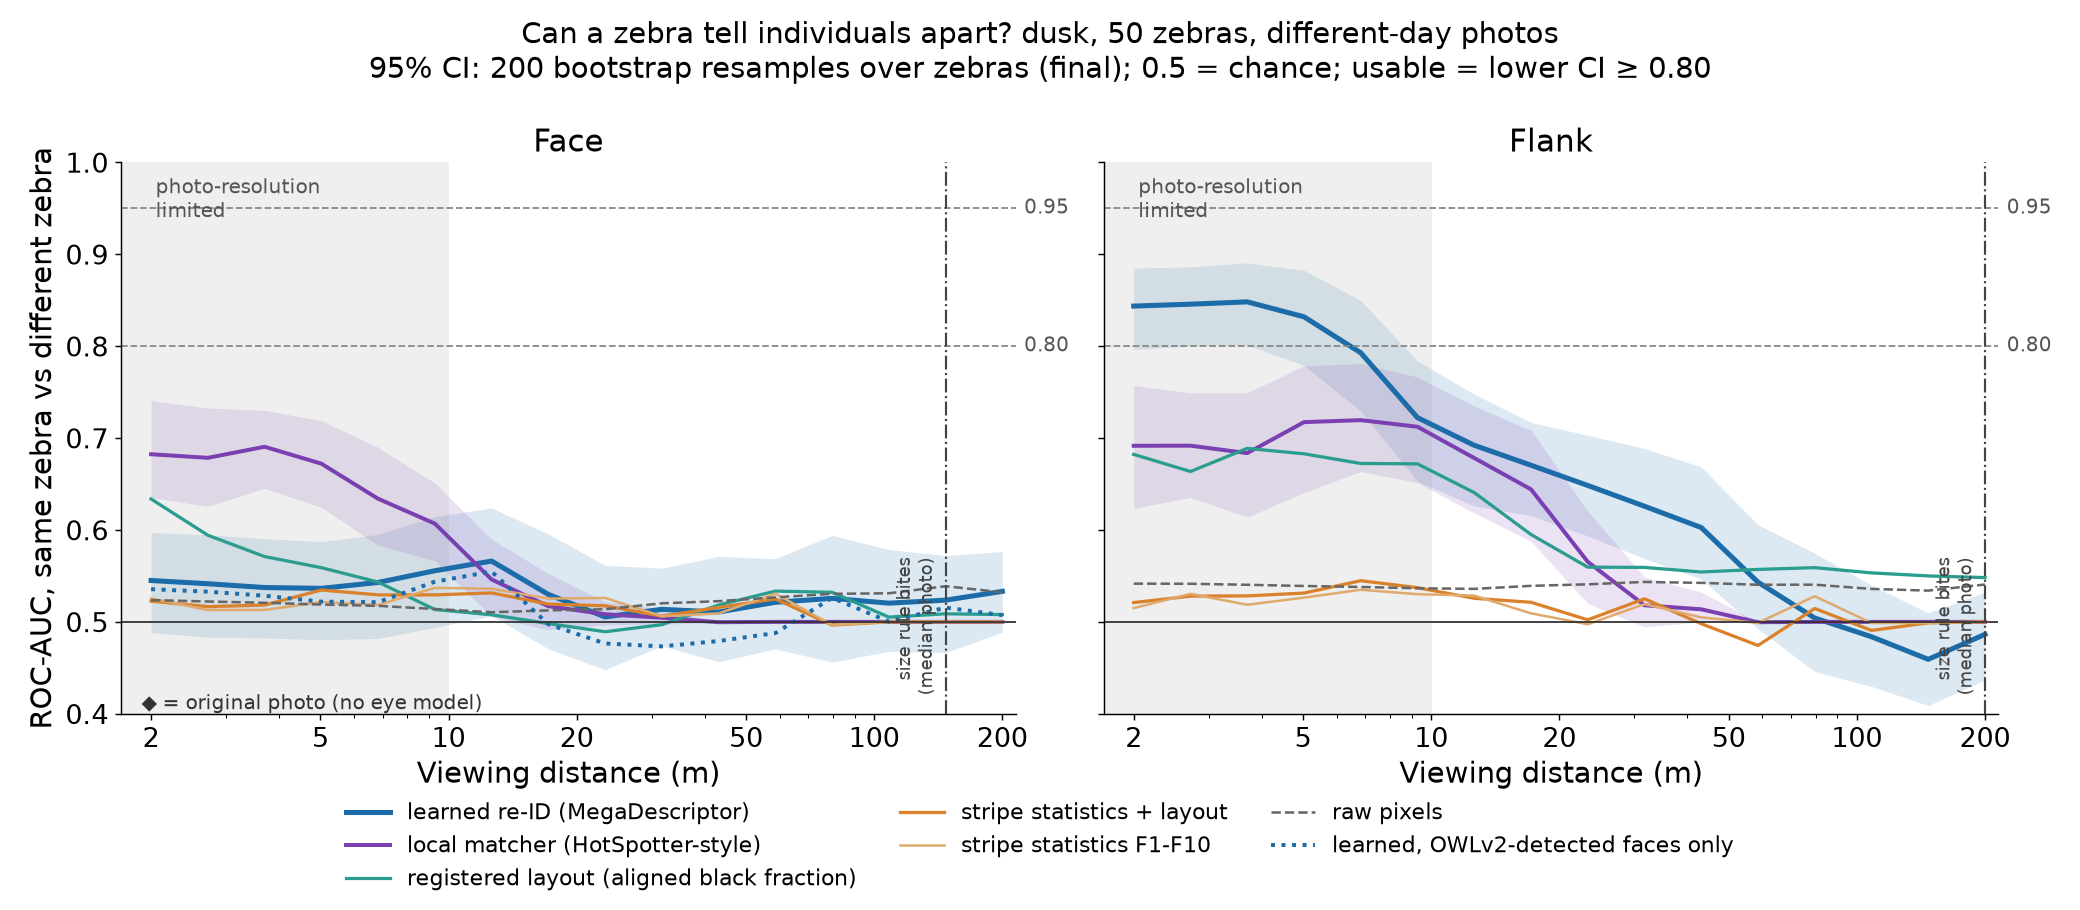 Can a zebra tell individuals apart? dusk, 50 zebras, different-day photos
95% CI: 200 bootstrap resamples over zebras (final); 0.5 = chance; usable = lower CI ≥ 0.80
Face
ROC-AUC, same zebra vs different zebra
1.0
0.9
0.8
0.7
0.6
0.5
0.4
photo-resolution
limited
0.95
0.80
size rule bites
(median photo)
◆ = original photo (no eye model)
2
5
10
20
50
100
200
Viewing distance (m)
Flank
photo-resolution
limited
0.95
0.80
size rule bites
(median photo)
2
5
10
20
50
100
200
Viewing distance (m)
learned re-ID (MegaDescriptor)
local matcher (HotSpotter-style)
registered layout (aligned black fraction)
stripe statistics + layout
stripe statistics F1-F10
raw pixels
learned, OWLv2-detected faces only